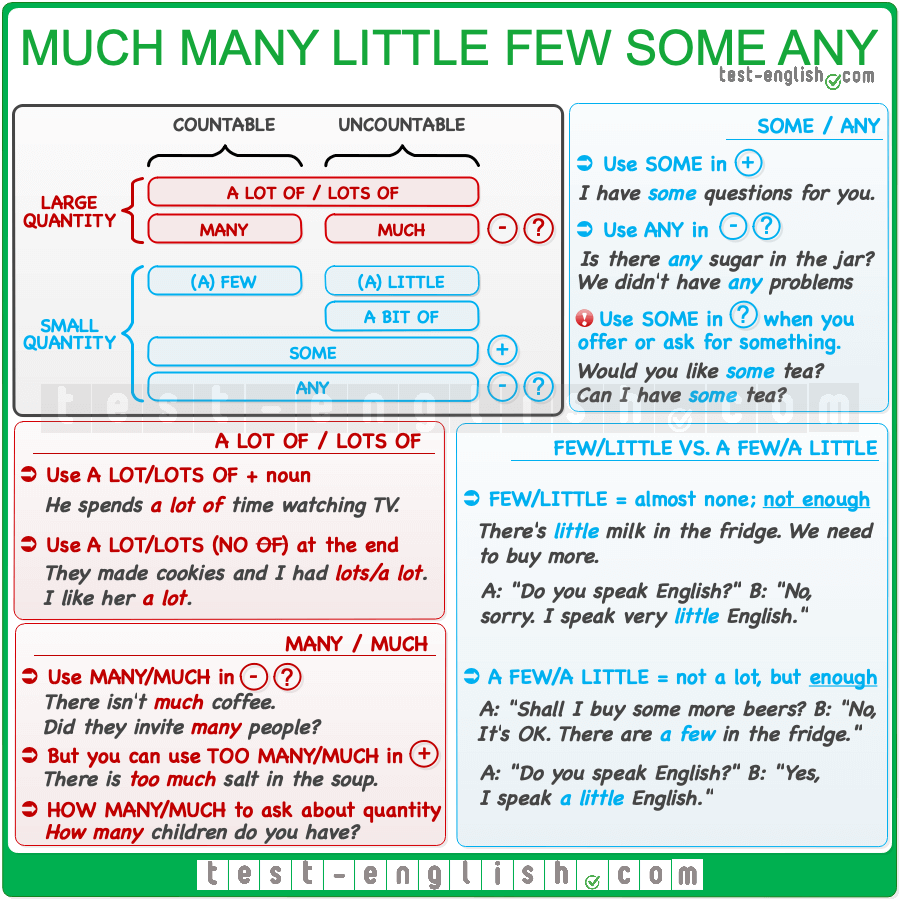 MUCH MANY LITTLE FEW SOME ANY
test-english.com
COUNTABLE
UNCOUNTABLE
LARGE
QUANTITY
A LOT OF / LOTS OF
MANY
MUCH
-
?
SMALL
QUANTITY
(A) FEW
(A) LITTLE
A BIT OF
SOME
+
ANY
-
?
SOME / ANY
Use SOME in +
I have some questions for you.
Use ANY in - ?
Is there any sugar in the jar?
We didn't have any problems
! Use SOME in ? when you
offer or ask for something.
Would you like some tea?
Can I have some tea?
test-english.com
A LOT OF / LOTS OF
Use A LOT/LOTS OF + noun
He spends a lot of time watching TV.
Use A LOT/LOTS (NO OF) at the end
They made cookies and I had lots/a lot.
I like her a lot.
MANY / MUCH
Use MANY/MUCH in - ?
There isn't much coffee.
Did they invite many people?
But you can use TOO MANY/MUCH in +
There is too much salt in the soup.
HOW MANY/MUCH to ask about quantity
How many children do you have?
FEW/LITTLE VS. A FEW/A LITTLE
FEW/LITTLE = almost none; not enough
There's little milk in the fridge. We need
to buy more.
A: "Do you speak English?" B: "No,
sorry. I speak very little English."
A FEW/A LITTLE = not a lot, but enough
A: "Shall I buy some more beers? B: "No,
It's OK. There are a few in the fridge."
A: "Do you speak English?" B: "Yes,
I speak a little English."
test-english.com